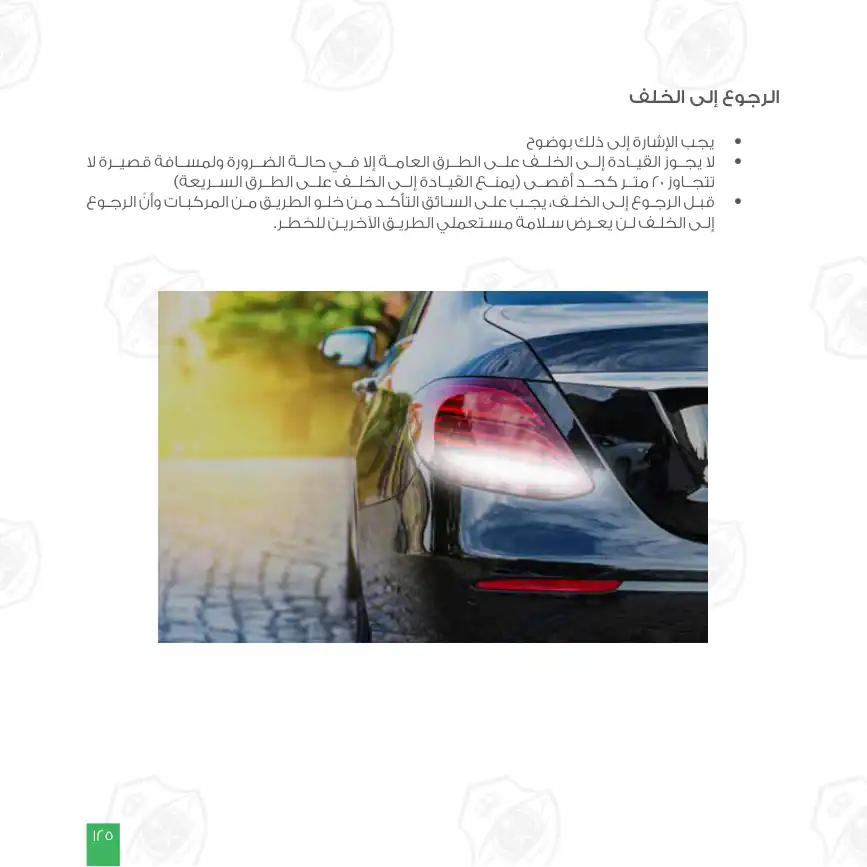 الرجوع إلى الخلف
• يجب الإشارة إلى ذلك بوضوح
• لا يجوز القيادة إلى الخلف على الطرق العامة إلا في حالة الضرورة ولمسافة قصيرة لا
تتجاوز ٢٠ متر كحد أقصى (يمنع القيادة إلى الخلف على الطرق السريعة)
• قبل الرجوع إلى الخلف، يجب على السائق التأكد من خلو الطريق من المركبات وأنّ الرجوع
إلى الخلف لن يعرض سلامة مستعملي الطريق الآخرين للخطر.
١٢٥